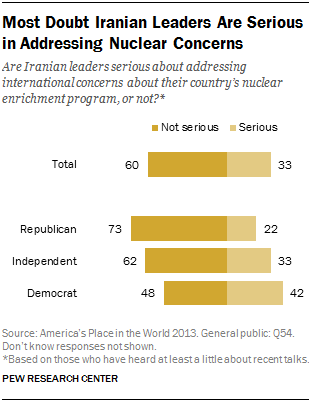 Most Doubt Iranian Leaders Are Serious
in Addressing Nuclear Concerns
Are Iranian leaders serious about addressing
international concerns about their country's nuclear
enrichment program, or not?*
Not serious Serious
Total 60 33
Republican 73 22
Independent 62 33
Democrat 48 42
Source: America's Place in the World 2013. General public: Q54.
Don't know responses not shown.
*Based on those who have heard at least a little about recent talks.
PEW RESEARCH CENTER